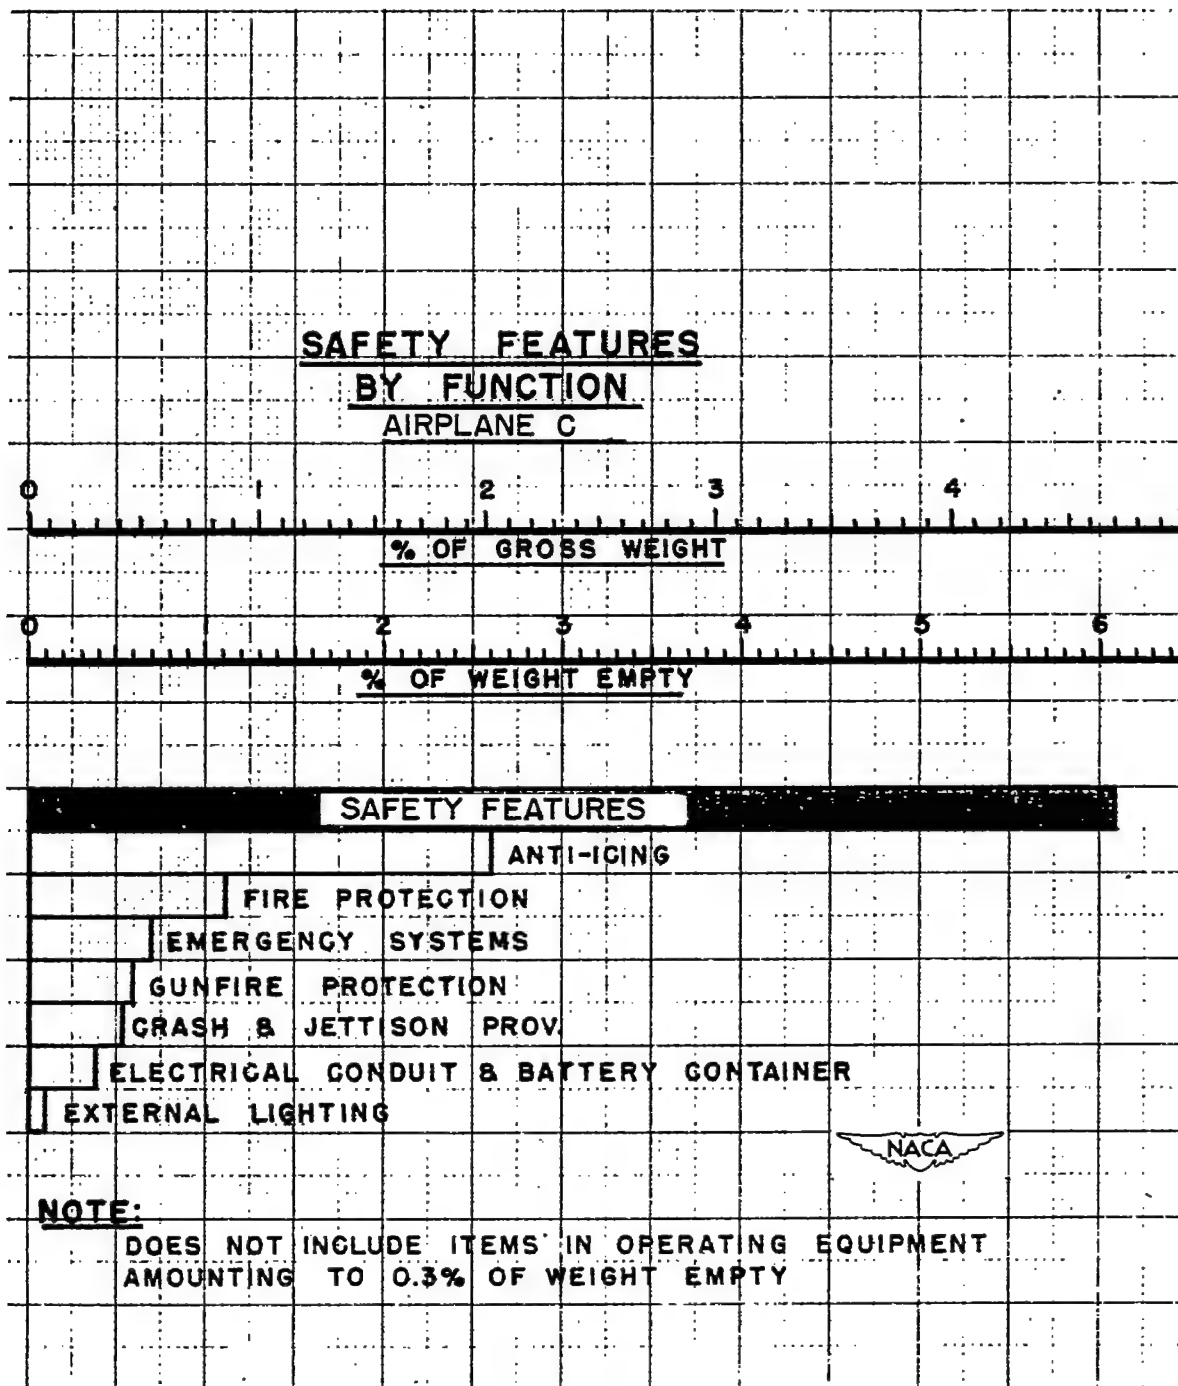 SAFETY FEATURES
BY FUNCTION
AIRPLANE C
0 1 2 3 4
% OF GROSS WEIGHT
0 1 2 3 4 5 6
% OF WEIGHT EMPTY
SAFETY FEATURES
ANTI-ICING
FIRE PROTECTION
EMERGENCY SYSTEMS
GUNFIRE PROTECTION
CRASH & JETTISON PROV.
ELECTRICAL CONDUIT & BATTERY CONTAINER
EXTERNAL LIGHTING
NACA
NOTE:
DOES NOT INCLUDE ITEMS IN OPERATING EQUIPMENT
AMOUNTING TO 0.3% OF WEIGHT EMPTY